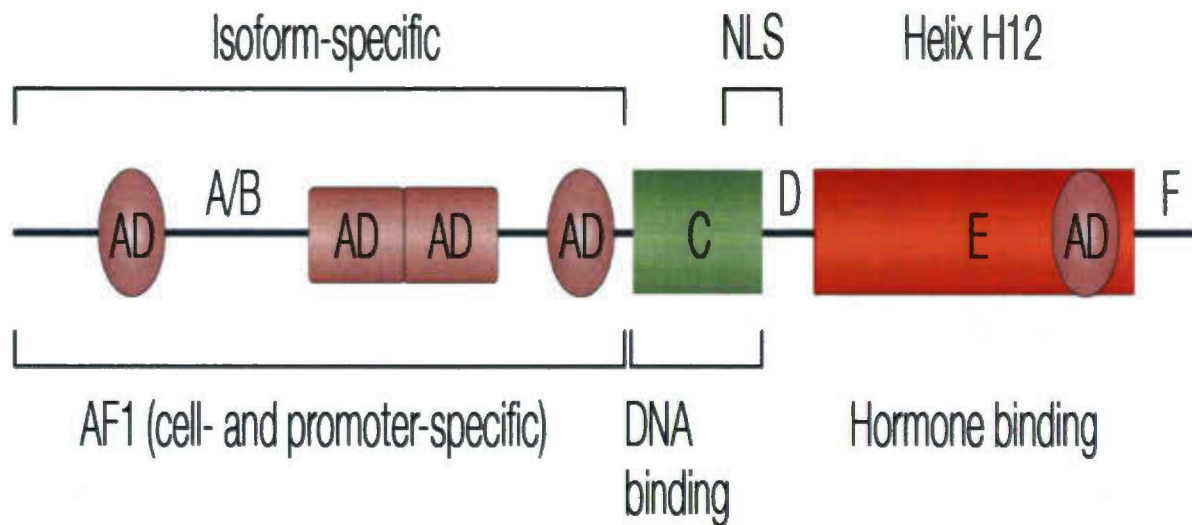 Isoform-specific
NLS
Helix H12
A/B
D
F
AD
AD
AD
AD
C
E
AD
AF1 (cell- and promoter-specific)
DNA
binding
Hormone binding